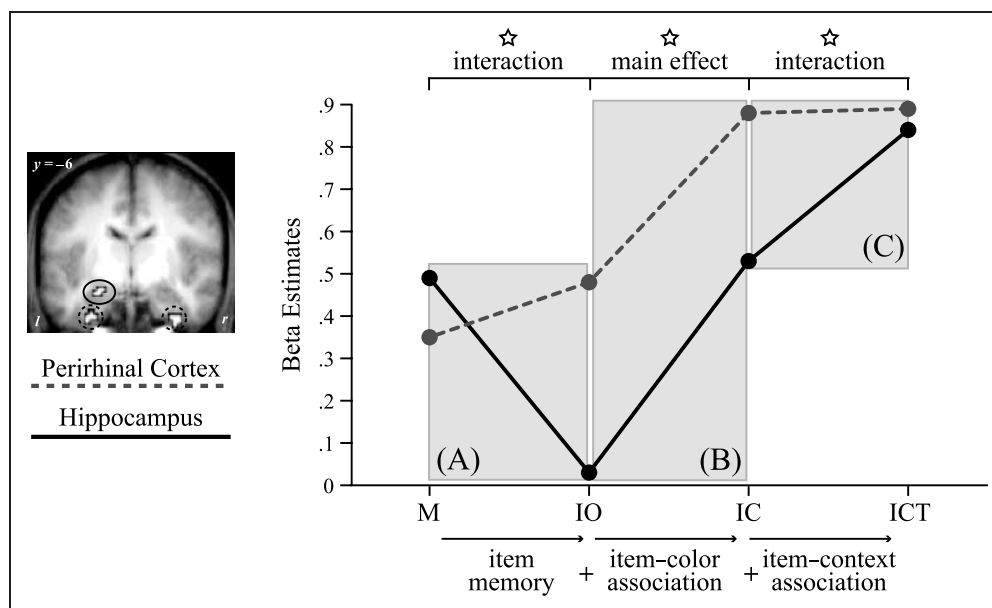 interaction
main effect
interaction
y = –6
l
r
Perirhinal Cortex
Hippocampus
Beta Estimates
.9
.8
.7
.6
.5
.4
.3
.2
.1
0
(A)
(B)
(C)
M
IO
IC
ICT
item
memory
+
item–color
association
+
item–context
association